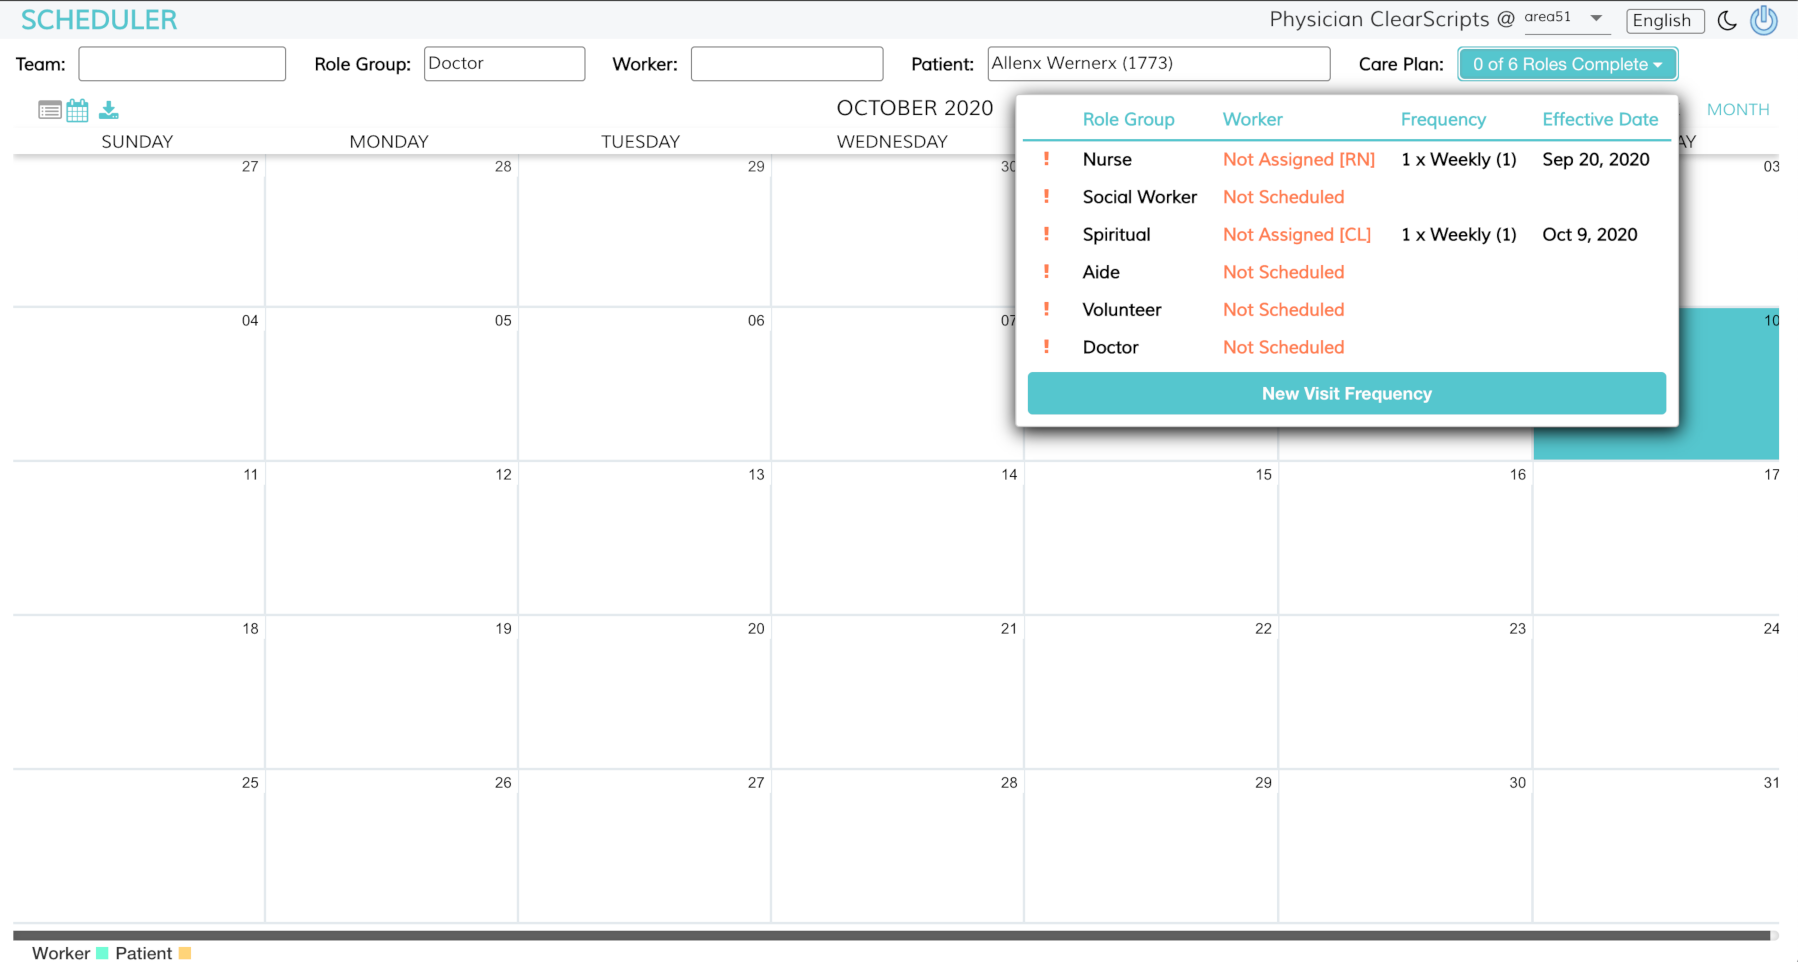 SCHEDULER
Physician ClearScripts @ area51 English
Team: Role Group: Doctor Worker: Patient: Allenx Wernerx (1773) Care Plan: 0 of 6 Roles Complete
OCTOBER 2020 MONTH
SUNDAY MONDAY TUESDAY WEDNESDAY AY
Role Group Worker Frequency Effective Date
! Nurse Not Assigned [RN] 1 x Weekly (1) Sep 20, 2020
! Social Worker Not Scheduled
! Spiritual Not Assigned [CL] 1 x Weekly (1) Oct 9, 2020
! Aide Not Scheduled
! Volunteer Not Scheduled
! Doctor Not Scheduled
New Visit Frequency
27 28 29 30 03
04 05 06 07 10
11 12 13 14 15 16 17
18 19 20 21 22 23 24
25 26 27 28 29 30 31
Worker Patient